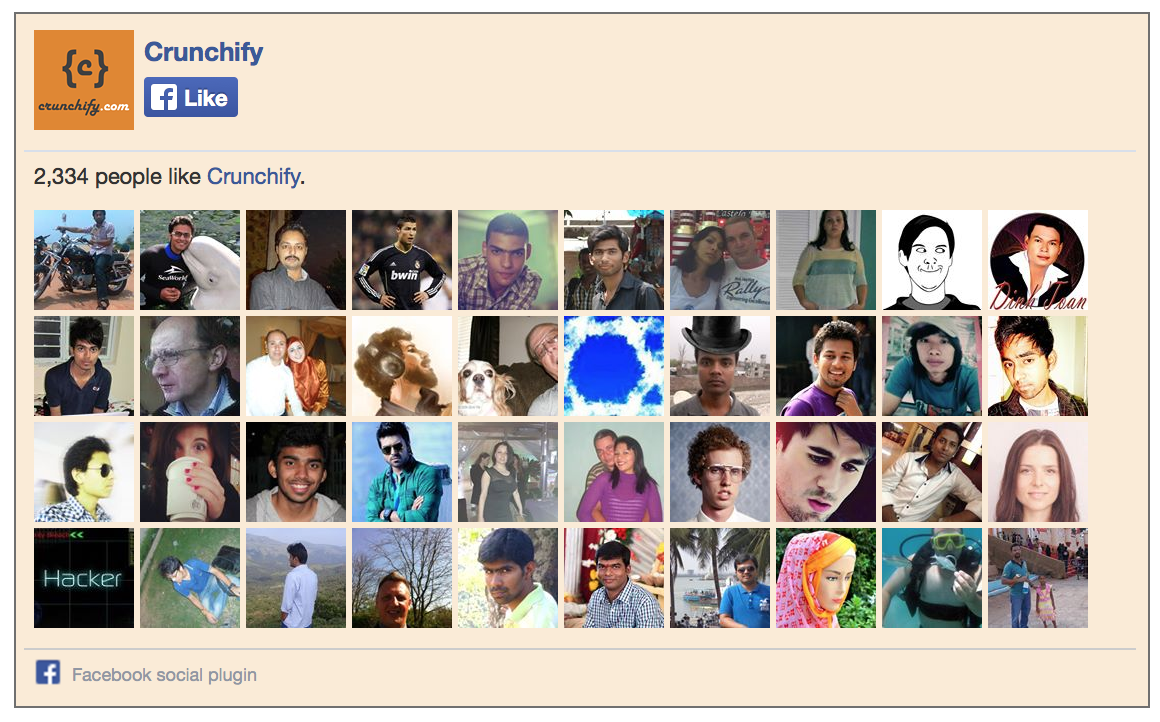 {c}
crunchify.com
Crunchify
f Like
2,334 people like Crunchify.
SeaWorld
bwin
Rally
Dinh Toan
Hacker
f Facebook social plugin